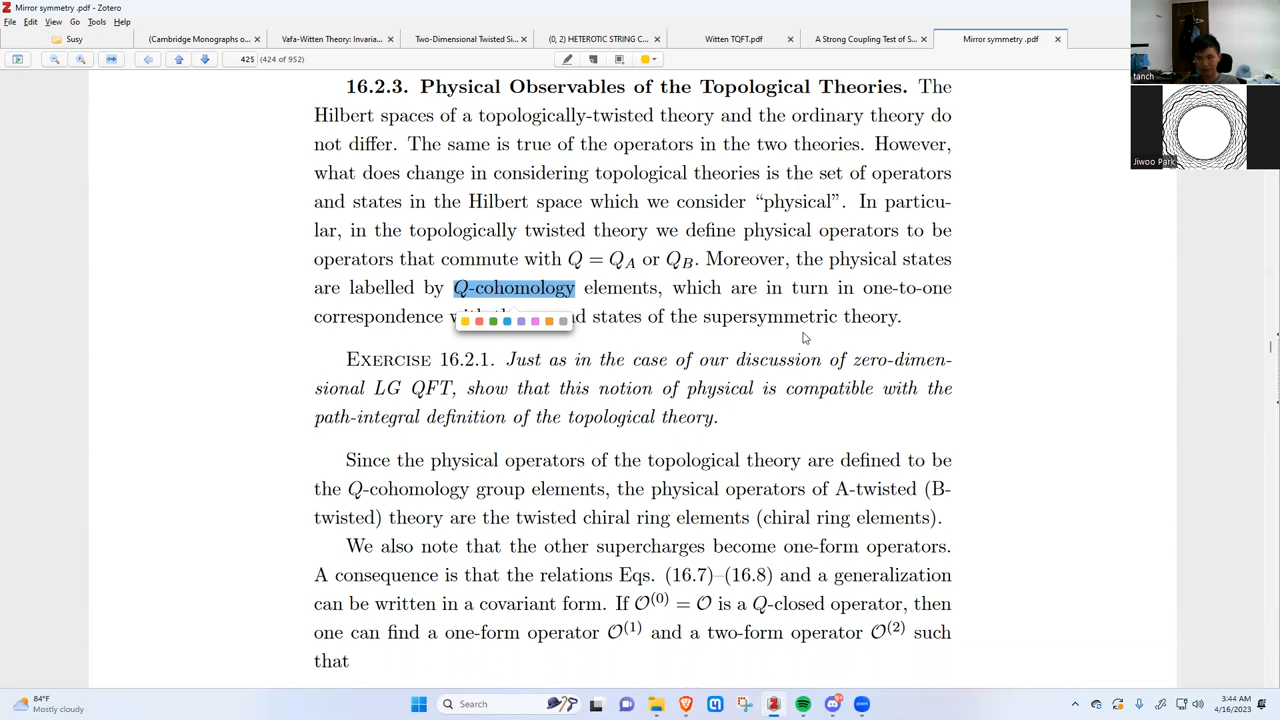 Mirror symmetry .pdf - Zotero
File Edit View Go Tools Help
Susy
(Cambridge Monographs o...
Vafa-Witten Theory: Invaria...
Two-Dimensional Twisted Si...
(0, 2) HETEROTIC STRING C...
Witten TQFT.pdf
A Strong Coupling Test of S...
Mirror symmetry .pdf
425 (424 of 952)
16.2.3. Physical Observables of the Topological Theories. The
Hilbert spaces of a topologically-twisted theory and the ordinary theory do
not differ. The same is true of the operators in the two theories. However,
what does change in considering topological theories is the set of operators
and states in the Hilbert space which we consider “physical”. In particu-
lar, in the topologically twisted theory we define physical operators to be
operators that commute with Q = Q_A or Q_B. Moreover, the physical states
are labelled by Q-cohomology elements, which are in turn in one-to-one
correspondence states of the supersymmetric theory.
Exercise 16.2.1. Just as in the case of our discussion of zero-dimen-
sional LG QFT, show that this notion of physical is compatible with the
path-integral definition of the topological theory.
Since the physical operators of the topological theory are defined to be
the Q-cohomology group elements, the physical operators of A-twisted (B-
twisted) theory are the twisted chiral ring elements (chiral ring elements).
We also note that the other supercharges become one-form operators.
A consequence is that the relations Eqs. (16.7)–(16.8) and a generalization
can be written in a covariant form. If O^(0) = O is a Q-closed operator, then
one can find a one-form operator O^(1) and a two-form operator O^(2) such
that
tanch
Jiwoo Park
84°F
Mostly cloudy
Search
3:44 AM
4/16/2023